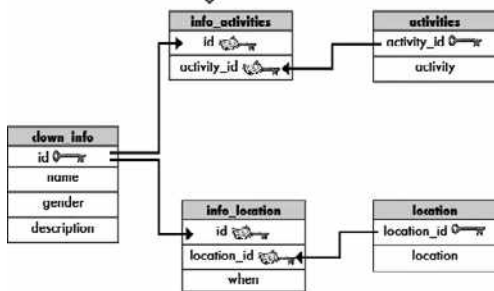 info_activities
id
activity_id
activities
activity_id
activity
clown_info
id
name
gender
description
info_location
id
location_id
when
location
location_id
location